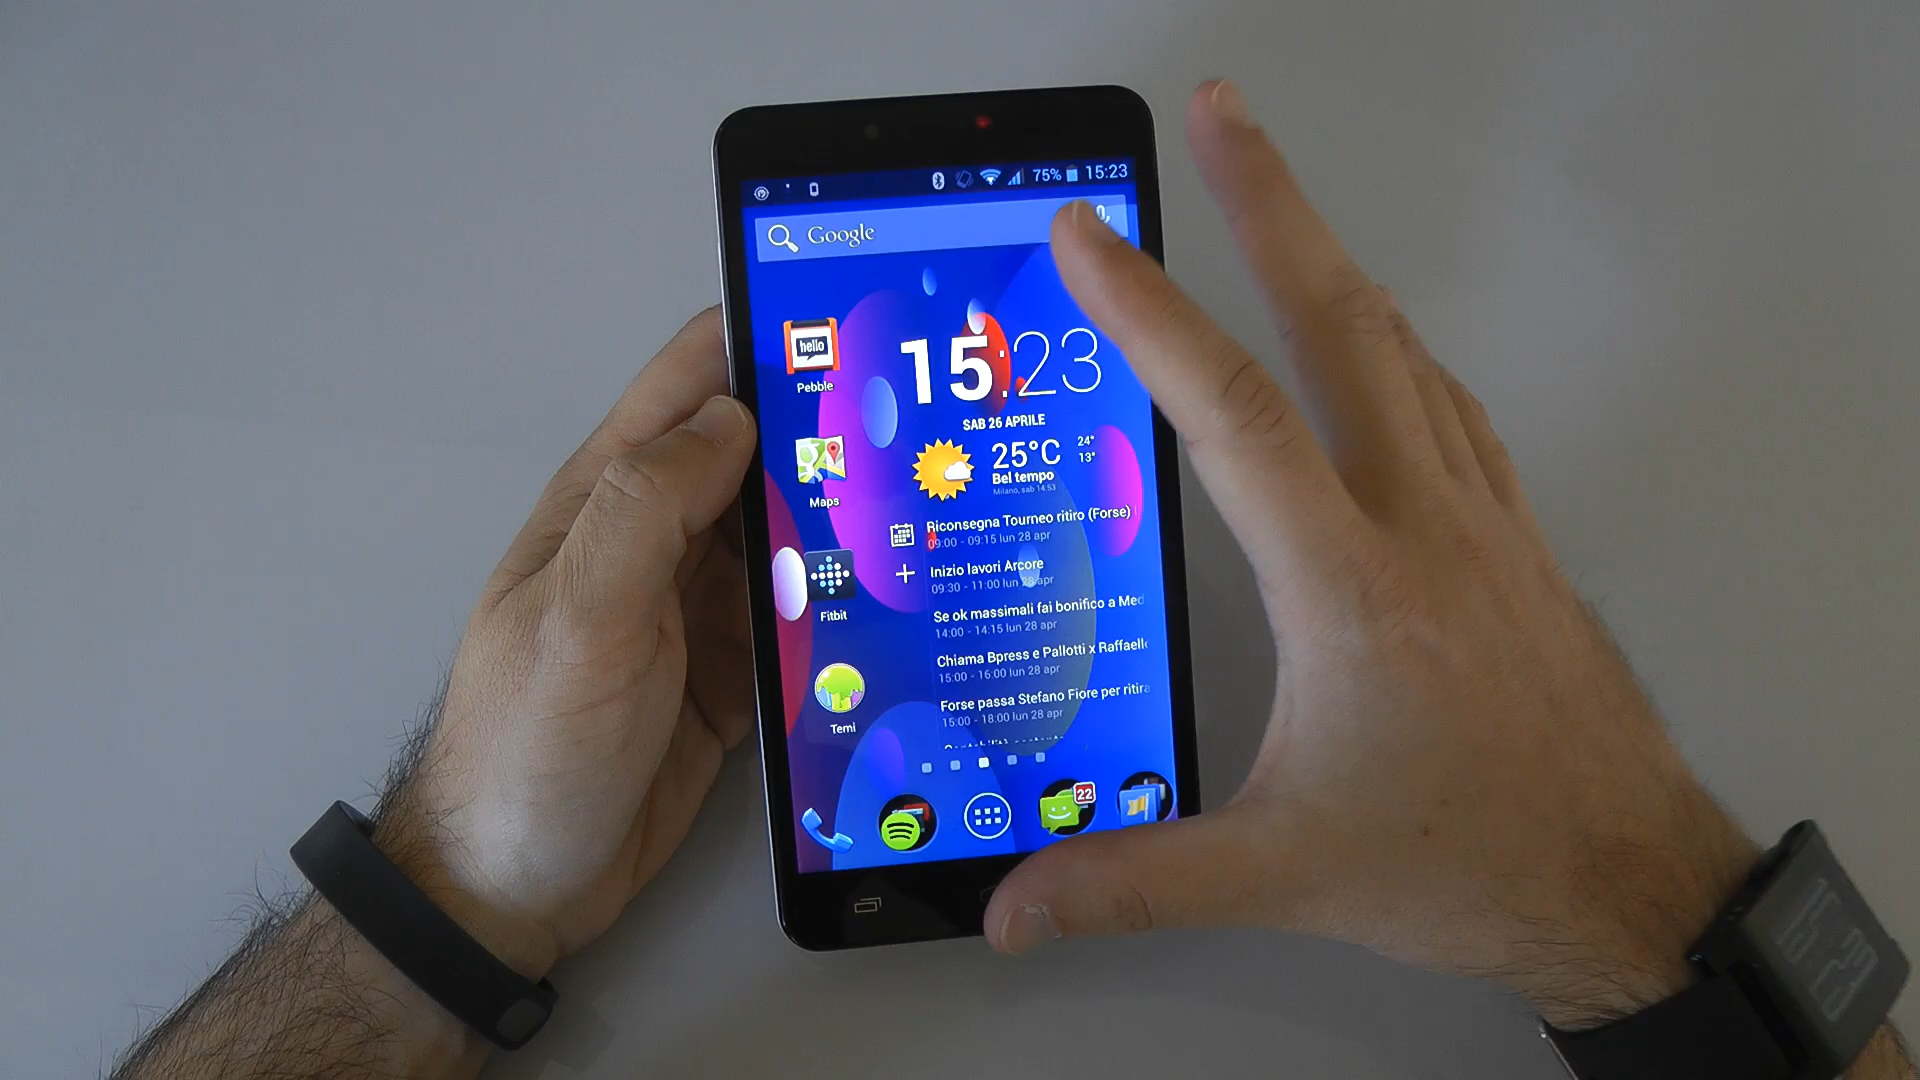 75% 15:23
Google
hello
Pebble
15:23
SAB 26 APRILE
25°C
24°
13°
Bel tempo
Milano, sab 14:53
Maps
Riconsegna Tourneo ritiro (Forse)
09:00 - 09:15 lun 28 apr
Inizio lavori Arcore
09:30 - 11:00 lun 28 apr
Fitbit
Se ok massimali fai bonifico a Med
14:00 - 14:15 lun 28 apr
Chiama Bpress e Pallotti x Raffaell
15:00 - 16:00 lun 28 apr
Forse passa Stefano Fiore per ritira
15:00 - 18:00 lun 28 apr
Temi
22